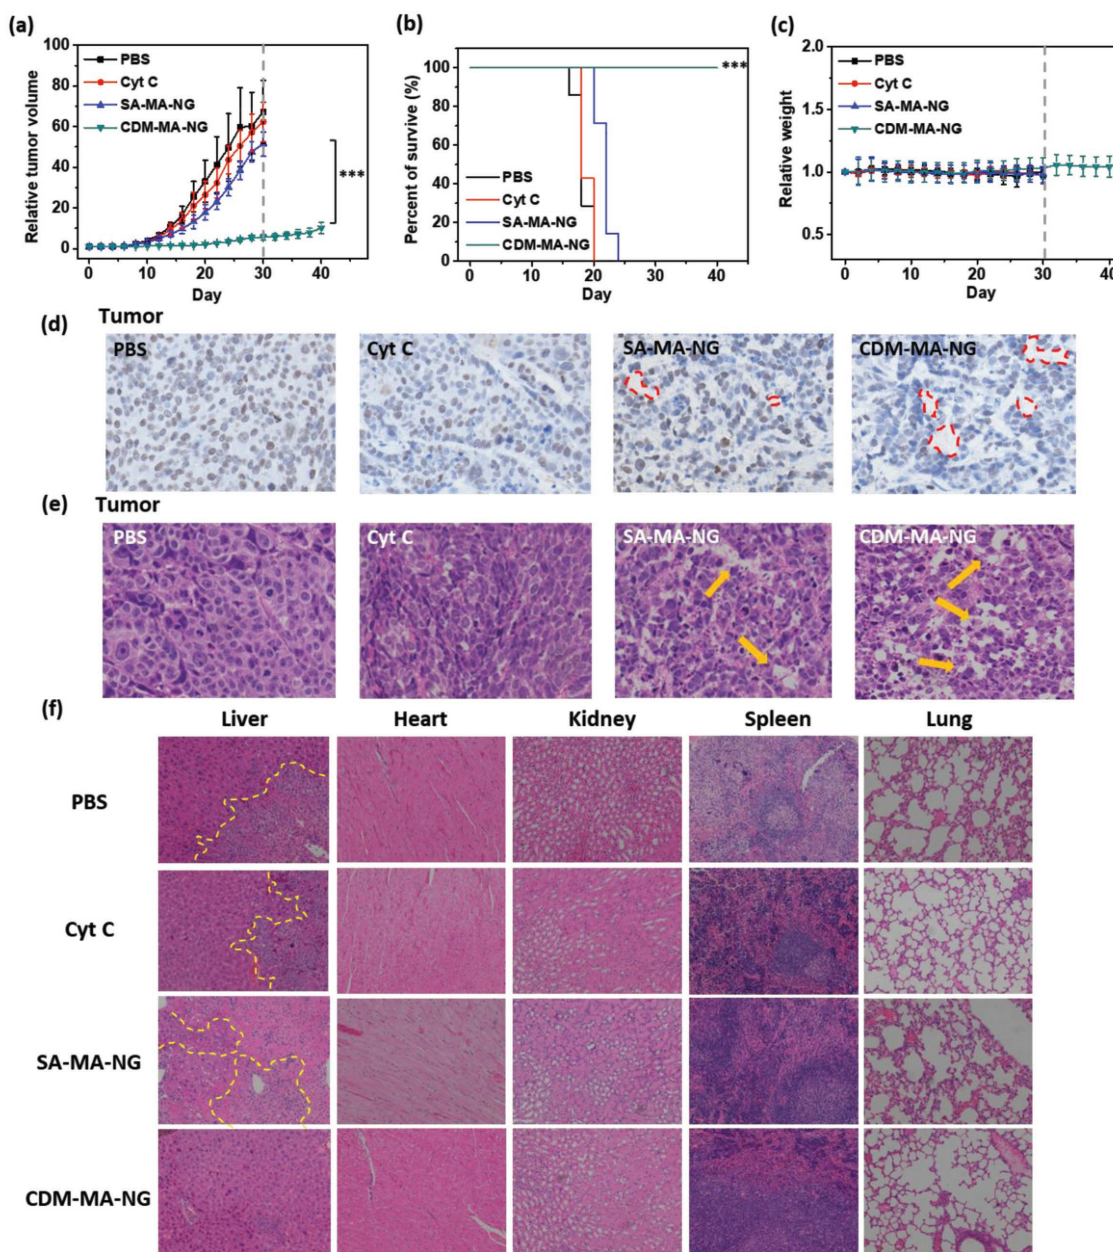 (a)
100
80
60
40
20
0
Relative tumor volume
PBS
Cyt C
SA-MA-NG
CDM-MA-NG
***
0 10 20 30 40
Day
(b)
100
80
60
40
20
0
Percent of survive (%)
***
PBS
Cyt C
SA-MA-NG
CDM-MA-NG
0 20 40
Day
(c)
2.0
1.5
1.0
0.5
Relative weight
PBS
Cyt C
SA-MA-NG
CDM-MA-NG
0 10 20 30 40
Day
(d) Tumor
PBS Cyt C SA-MA-NG CDM-MA-NG
(e) Tumor
PBS Cyt C SA-MA-NG CDM-MA-NG
(f)
Liver Heart Kidney Spleen Lung
PBS
Cyt C
SA-MA-NG
CDM-MA-NG